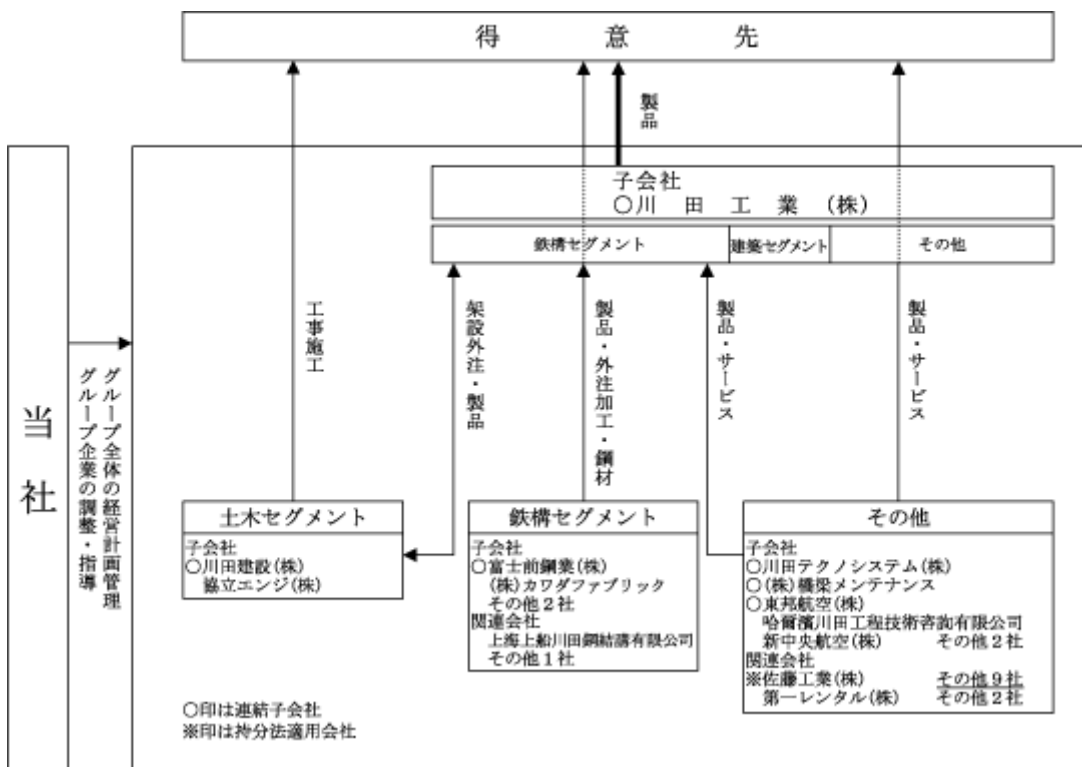 得意先
製品
子会社
○川田工業(株)
鉄構セグメント
建築セグメント
その他
工事施工
架設外注・製品
製品・外注加工・鋼材
製品・サービス
製品・サービス
当社
グループ全体の経営計画管理
グループ企業の調整・指導
土木セグメント
子会社
○川田建設(株)
協立エンジ(株)
鉄構セグメント
子会社
○富士前鋼業(株)
(株)カワダファブリック
その他2社
関連会社
上海上船川田鋼結講有限公司
その他1社
その他
子会社
○川田テクノシステム(株)
○(株)橋梁メンテナンス
○東邦航空(株)
哈爾濱川田工程技術咨詢有限公司
新中央航空(株) その他2社
関連会社
※佐藤工業(株) その他9社
第一レンタル(株) その他2社
○印は連結子会社
※印は持分法適用会社